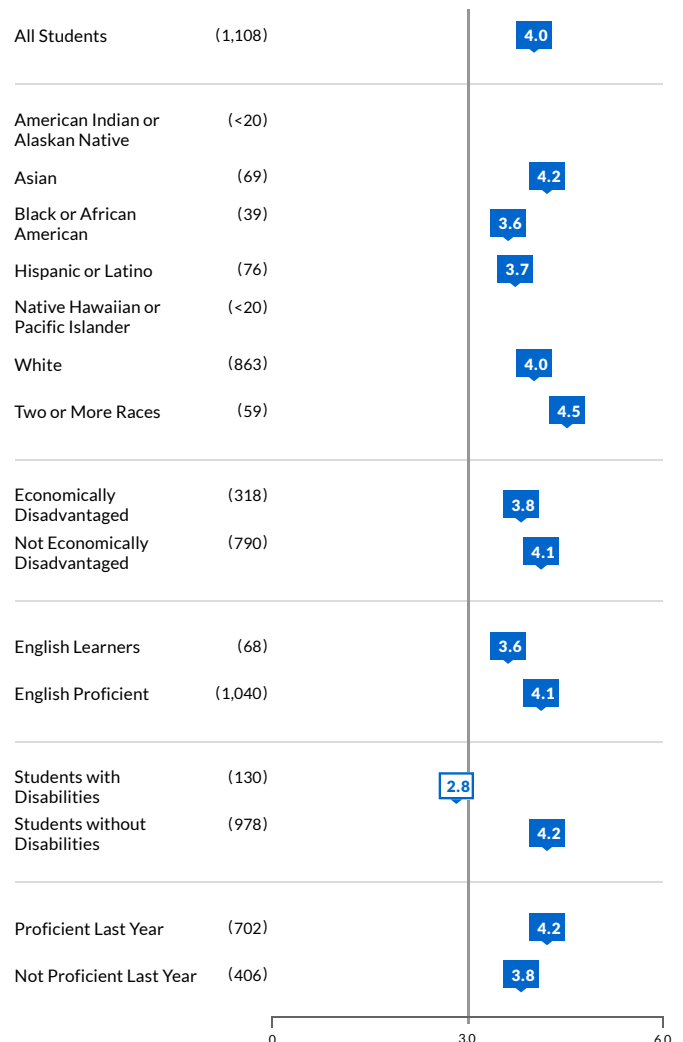 All Students (1,108) 4.0
American Indian or (<20)
Alaskan Native
Asian (69) 4.2
Black or African (39)
American 3.6
Hispanic or Latino (76) 3.7
Native Hawaiian or (<20)
Pacific Islander
White (863) 4.0
Two or More Races (59) 4.5
Economically (318)
Disadvantaged 3.8
Not Economically (790)
Disadvantaged 4.1
English Learners (68) 3.6
English Proficient (1,040) 4.1
Students with (130)
Disabilities 2.8
Students without (978)
Disabilities 4.2
Proficient Last Year (702) 4.2
Not Proficient Last Year (406) 3.8
0 3.0 6.0